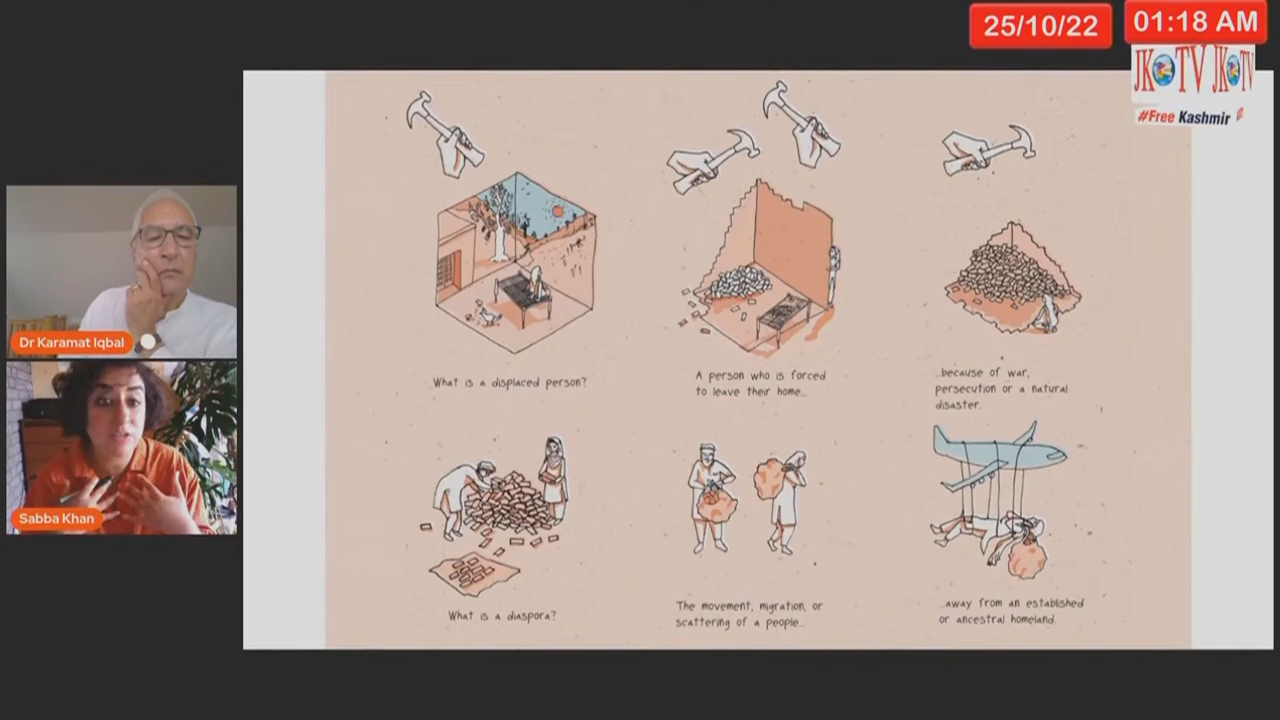 25/10/22
01:18 AM
JKTV JKTV
#Free Kashmir
Dr Karamat Iqbal
Sabba Khan
What is a displaced person?
A person who is forced
to leave their home...
...because of war,
persecution or a natural
disaster.
What is a diaspora?
The movement, migration, or
scattering of a people...
...away from an established
or ancestral homeland.